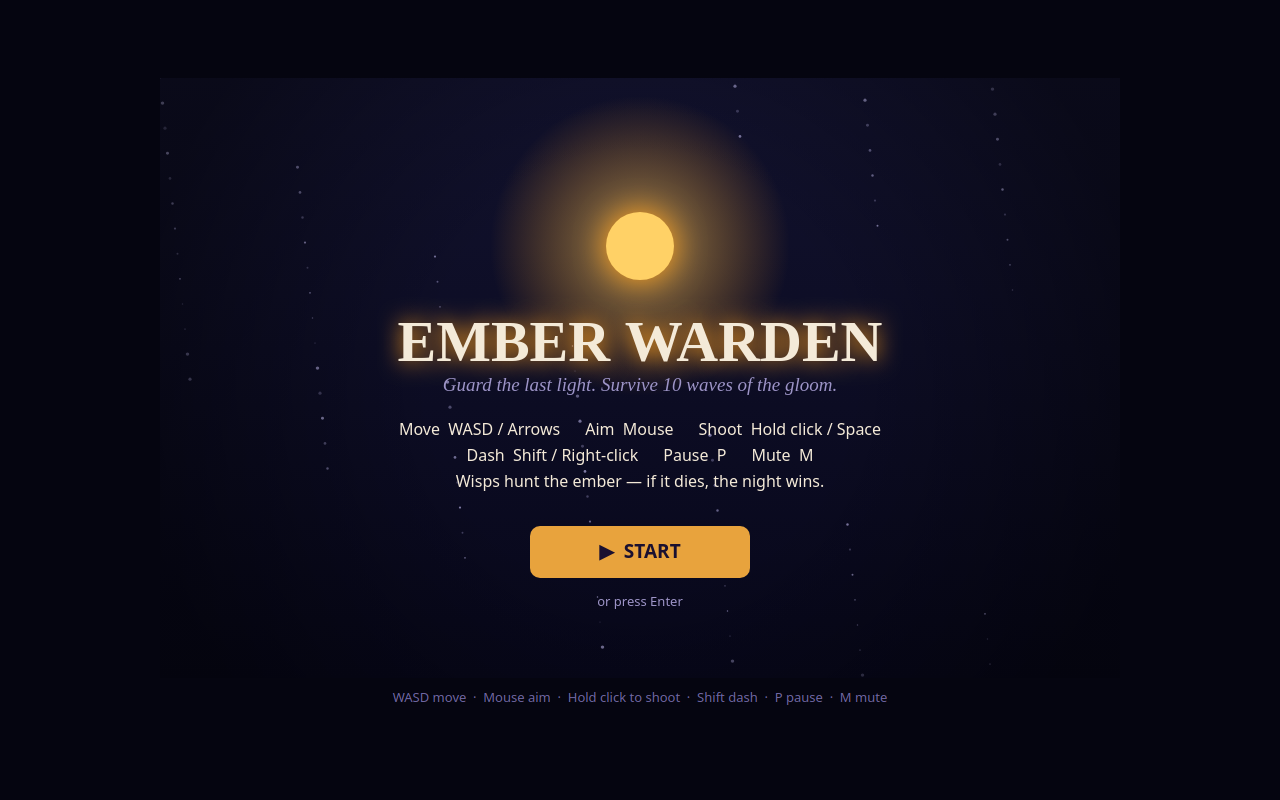 EMBER WARDEN
Guard the last light. Survive 10 waves of the gloom.
Move WASD / Arrows Aim Mouse Shoot Hold click / Space
Dash Shift / Right-click Pause P Mute M
Wisps hunt the ember — if it dies, the night wins.
▶ START
or press Enter
WASD move · Mouse aim · Hold click to shoot · Shift dash · P pause · M mute